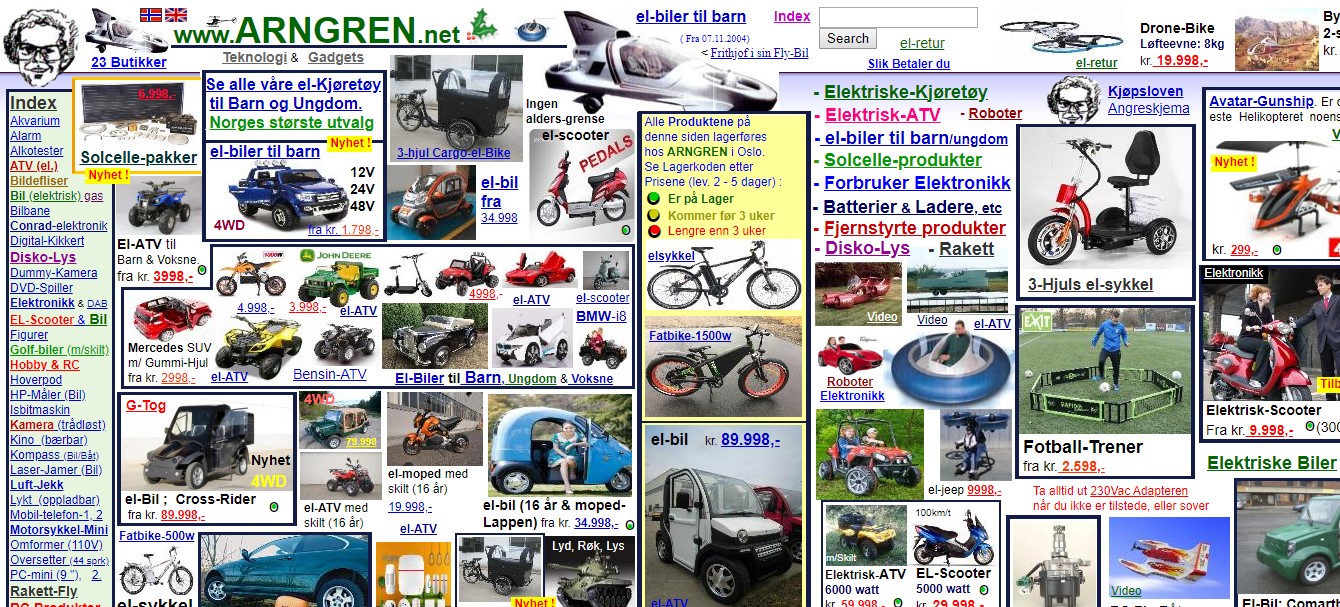 www.ARNGREN.net
23 Butikker
Teknologi & Gadgets
el-biler til barn
( Fra 07.11.2004)
< Frithjof i sin Fly-Bil
Index
Search
el-retur
Slik Betaler du
Drone-Bike
Løfteevne: 8kg
kr. 19.998,-
el-retur
By
2-s
kr.
Index
Akvarium
Alarm
Alkotester
ATV (el.)
Bildefliser
Bil (elektrisk) gass
Bilbane
Conrad-elektronik
Digital-Kikkert
Disko-Lys
Dummy-Kamera
DVD-Spiller
Elektronikk & DAB
EL-Scooter & Bil
Figurer
Golf-biler (m/skilt)
Hobby & RC
Hoverpod
HP-Måler (Bil)
Isbitmaskin
Kamera (trådløst)
Kino (bærbar)
Kompass (Bil/Båt)
Laser-Jamer (Bil)
Luft-Jekk
Lykt (oppladbar)
Mobil-telefon-1, 2
Motorsykkel-Mini
Omformer (110V)
Oversetter (44 sprk)
PC-mini (9 "), 2.
Rakett-Fly
RC Produkter
6.998,-
Solcelle-pakker
Nyhet !
Se alle våre el-Kjøretøy
til Barn og Ungdom.
Norges største utvalg
Nyhet !
el-biler til barn
12V
24V
48V
4WD
fra kr. 1.798,-
3-hjul Cargo-el-Bike
Ingen
alders-grense
el-scooter
PEDALS
el-bil
fra
34.998
El-ATV til
Barn & Voksne.
fra kr. 3998,-
1000W
4.998,-
JOHN DEERE
3.998,-
el-ATV
4998,-
el-ATV
el-scooter
BMW-i8
Mercedes SUV
m/ Gummi-Hjul
fra kr. 2998,-
el-ATV
Bensin-ATV
El-Biler til Barn, Ungdom & Voksne
Alle Produktene på
denne siden lagerføres
hos ARNGREN i Oslo.
Se Lagerkoden etter
Prisene (lev. 2 - 5 dager) :
Er på Lager
Kommer før 3 uker
Lengre enn 3 uker
elsykkel
Fatbike-1500w
el-bil kr. 89.998,-
el-ATV
G-Tog
Nyhet
4WD
el-Bil ; Cross-Rider
fra kr. 89.998,-
4WD
79.998
el-ATV med
skilt (16 år)
el-moped med
skilt (16 år)
19.998,-
el-ATV
el-bil (16 år & moped-
Lappen) fra kr. 34.998,-
Fatbike-500w
el-sykkel
Nyhet !
Lyd, Røk, Lys
- Elektriske-Kjøretøy
- Elektrisk-ATV
- Roboter
- el-biler til barn/ungdom
- Solcelle-produkter
- Forbruker Elektronikk
- Batterier & Ladere, etc
- Fjernstyrte produkter
- Disko-Lys
- Rakett
Video
Video
el-ATV
Roboter
Elektronikk
el-jeep 9998,-
m/Skilt
Elektrisk-ATV
6000 watt
kr. 59.998,-
100km/t
EL-Scooter
5000 watt
kr. 29.998,-
Kjøpsloven
Angreskjema
3-Hjuls el-sykkel
EXIT
Fotball-Trener
fra kr. 2.598,-
Ta alltid ut 230Vac Adapteren
når du ikke er tilstede, eller sover
Video
Avatar-Gunship. Er d
este Helikopteret noens
V
Nyhet !
kr. 299,-
4
Elektronikk
Tilb
Elektrisk-Scooter
Fra kr. 9.998,- (300
Elektriske Biler
El-Bil: Comarth